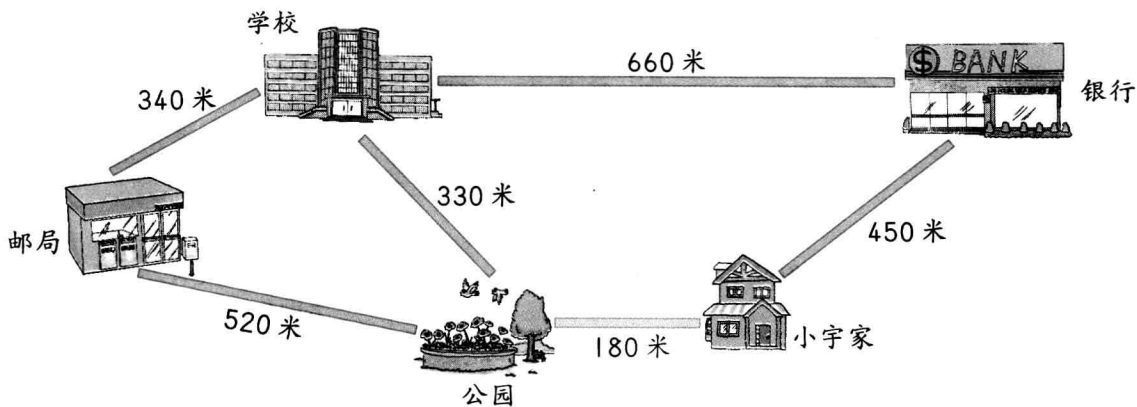 学校
660 米
BANK
银行
340 米
330 米
450 米
邮局
520 米
180 米
小宇家
公园